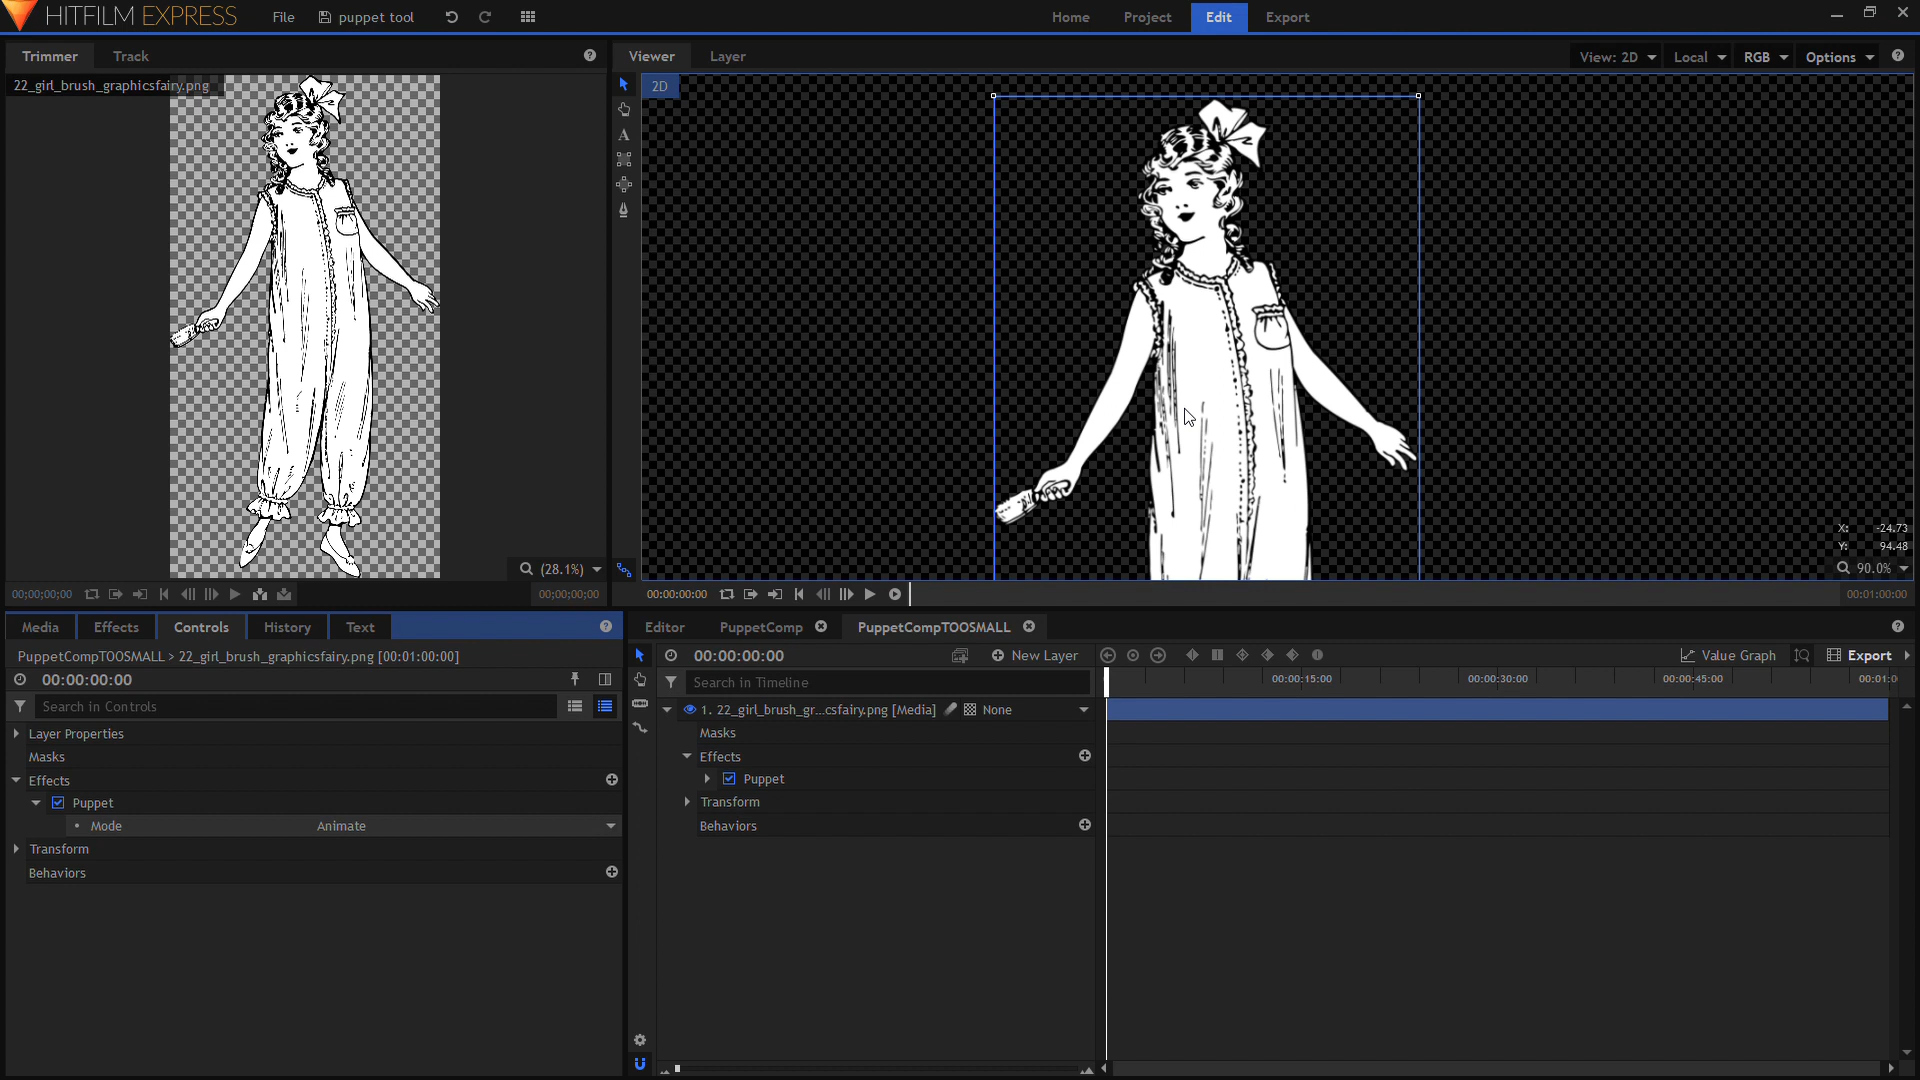 HITFILM EXPRESS
File
puppet tool
Home
Project
Edit
Export
Trimmer
Track
22_girl_brush_graphicsfairy.png
(28.1%)
00;00;00;00
00;00;00;00
Viewer
Layer
View: 2D
Local
RGB
Options
2D
X: -24.73
Y: 94.48
90.0%
00:00:00:00
00:01:00:00
Media
Effects
Controls
History
Text
PuppetCompTOOSMALL > 22_girl_brush_graphicsfairy.png [00:01:00:00]
00:00:00:00
Search in Controls
Layer Properties
Masks
Effects
Puppet
Mode
Animate
Transform
Behaviors
Editor
PuppetComp
PuppetCompTOOSMALL
00:00:00:00
New Layer
Value Graph
Export
Search in Timeline
00:00:15:00
00:00:30:00
00:00:45:00
00:01:0
1. 22_girl_brush_gr...csfairy.png [Media]
None
Masks
Effects
Puppet
Transform
Behaviors